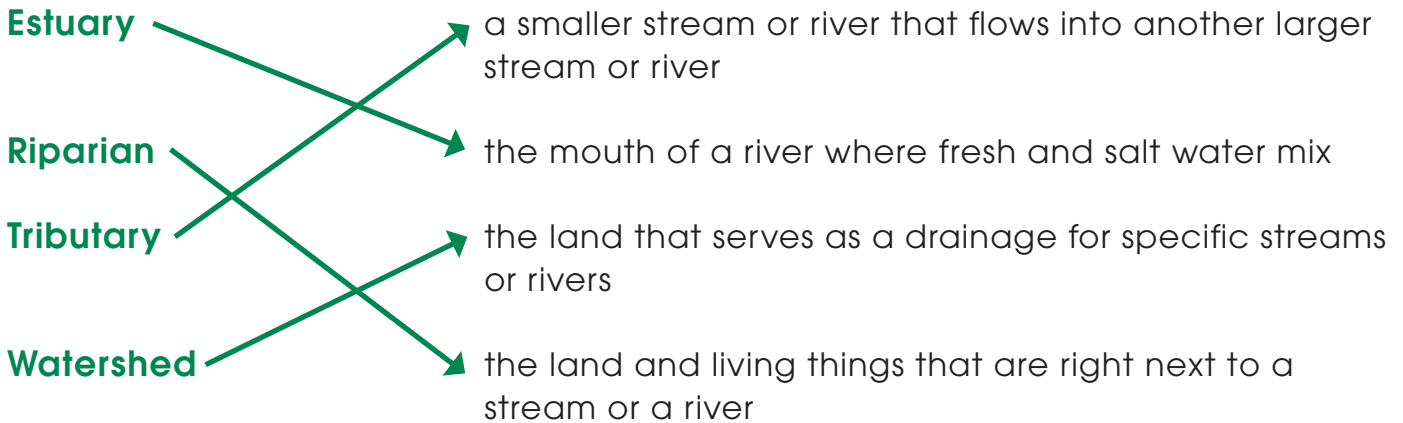 Estuary a smaller stream or river that flows into another larger
stream or river
Riparian the mouth of a river where fresh and salt water mix
Tributary the land that serves as a drainage for specific streams
or rivers
Watershed the land and living things that are right next to a
stream or a river